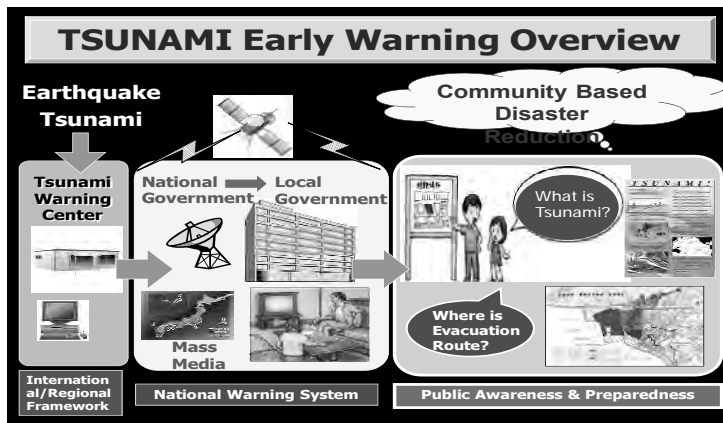 TSUNAMI Early Warning Overview
Earthquake
Tsunami
Community Based
Disaster
Reduction
Tsunami
Warning
Center
National
Government
Local
Government
What is
Tsunami?
TSUNAMI!
Where is
Evacuation
Route?
Mass
Media
Internation
al/Regional
Framework
National Warning System
Public Awareness & Preparedness